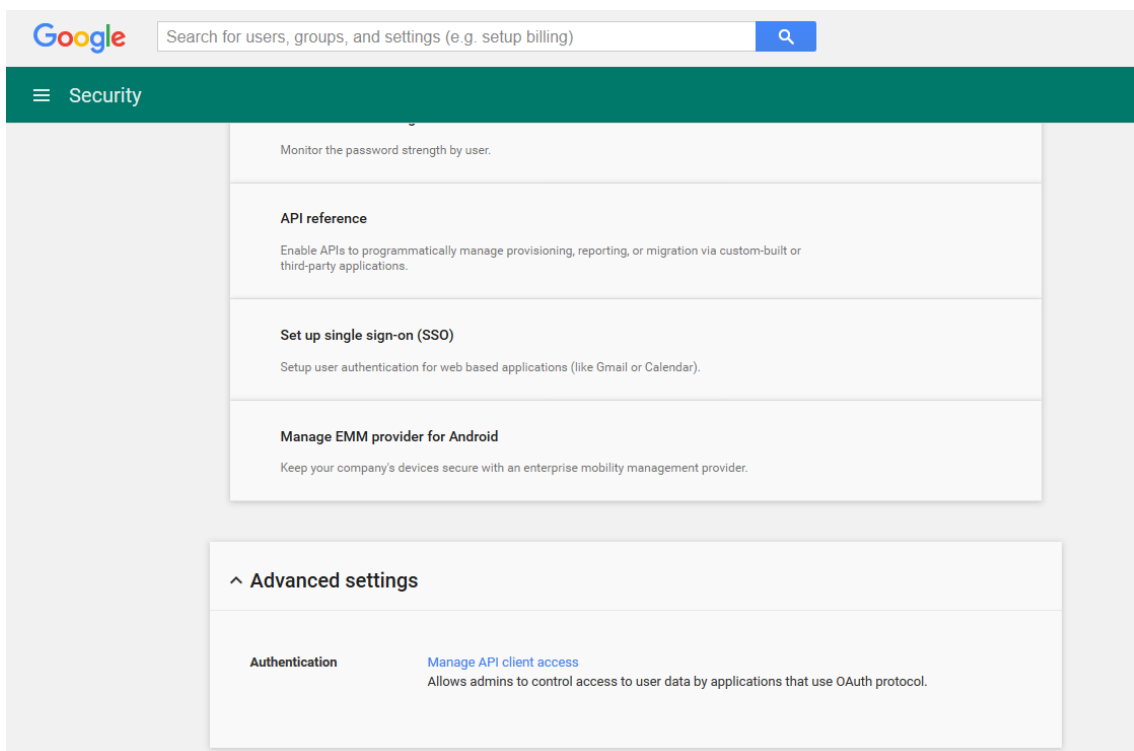 Google
Search for users, groups, and settings (e.g. setup billing)
Security
Monitor the password strength by user.
API reference
Enable APIs to programmatically manage provisioning, reporting, or migration via custom-built or
third-party applications.
Set up single sign-on (SSO)
Setup user authentication for web based applications (like Gmail or Calendar).
Manage EMM provider for Android
Keep your company's devices secure with an enterprise mobility management provider.
Advanced settings
Authentication
Manage API client access
Allows admins to control access to user data by applications that use OAuth protocol.